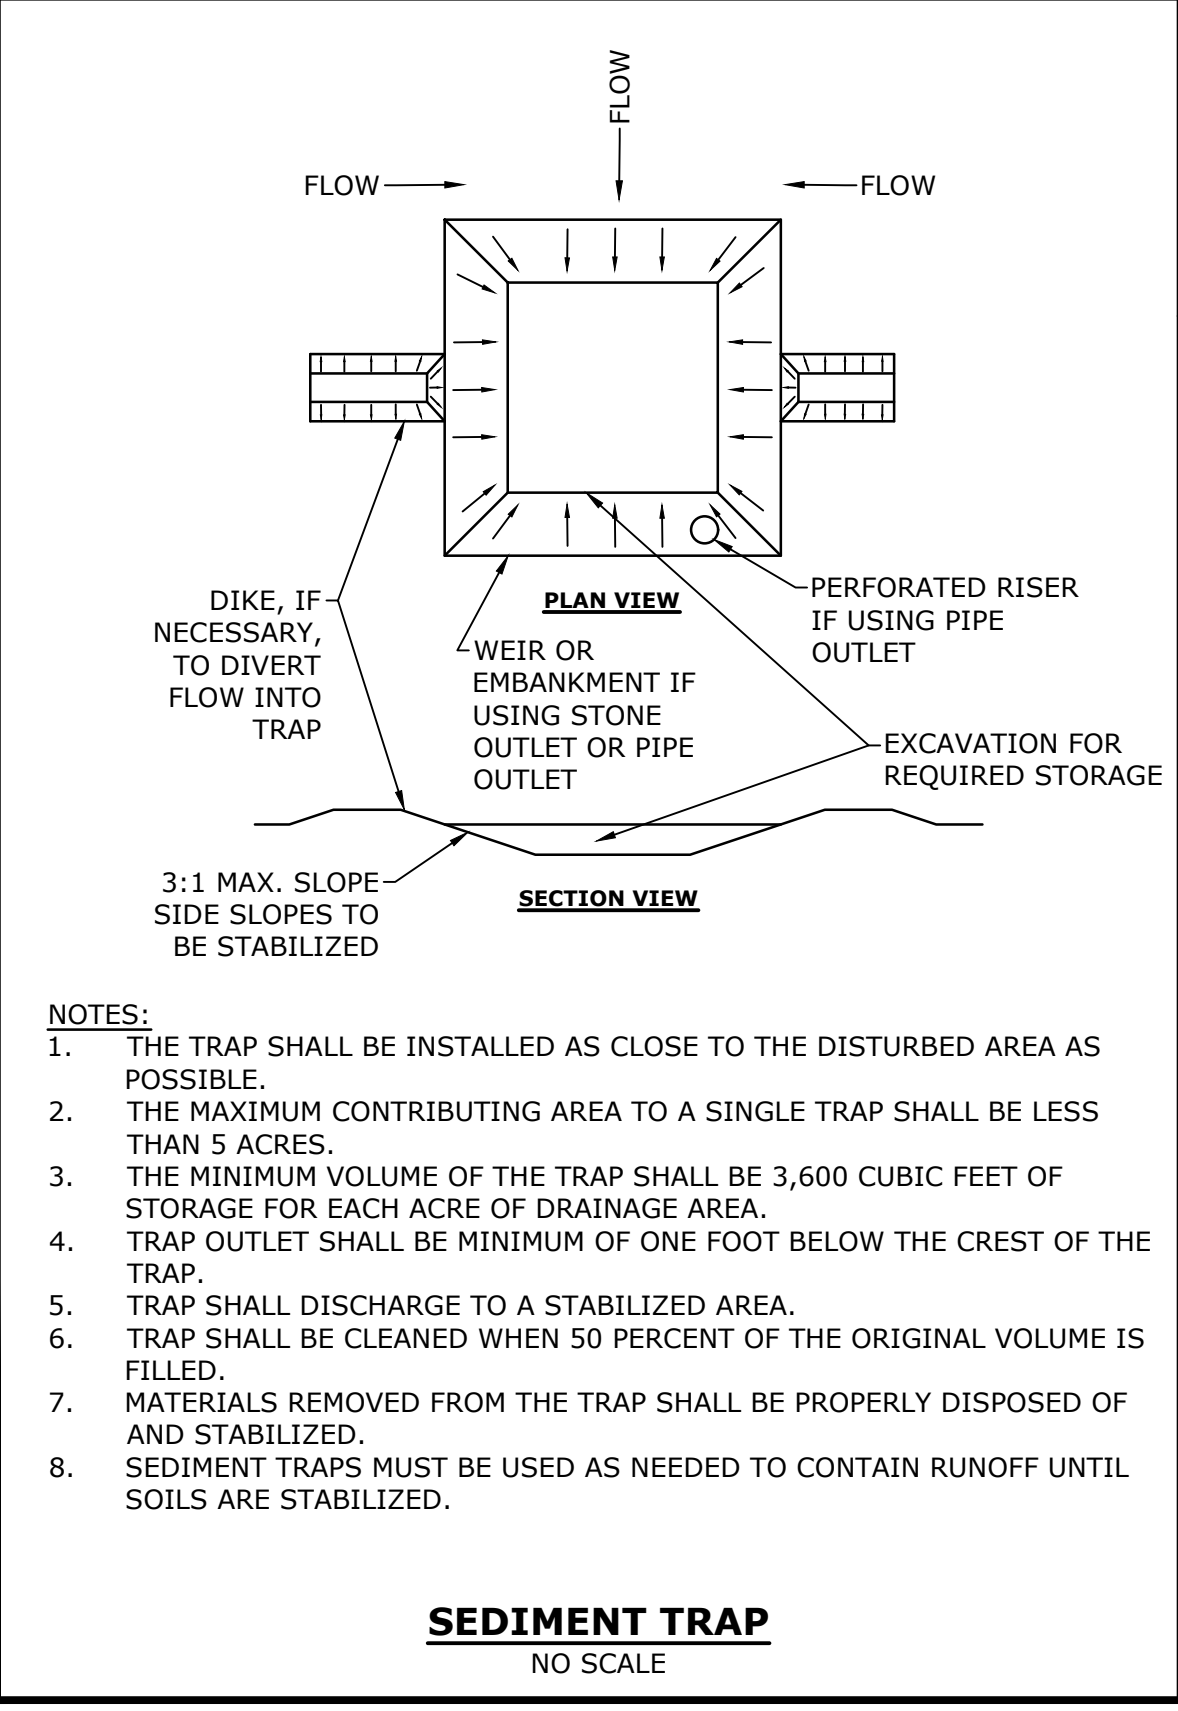 FLOW
FLOW
FLOW
PLAN VIEW
DIKE, IF
NECESSARY,
TO DIVERT
FLOW INTO
TRAP
WEIR OR
EMBANKMENT IF
USING STONE
OUTLET OR PIPE
OUTLET
PERFORATED RISER
IF USING PIPE
OUTLET
EXCAVATION FOR
REQUIRED STORAGE
3:1 MAX. SLOPE
SIDE SLOPES TO
BE STABILIZED
SECTION VIEW
NOTES:
1. THE TRAP SHALL BE INSTALLED AS CLOSE TO THE DISTURBED AREA AS
POSSIBLE.
2. THE MAXIMUM CONTRIBUTING AREA TO A SINGLE TRAP SHALL BE LESS
THAN 5 ACRES.
3. THE MINIMUM VOLUME OF THE TRAP SHALL BE 3,600 CUBIC FEET OF
STORAGE FOR EACH ACRE OF DRAINAGE AREA.
4. TRAP OUTLET SHALL BE MINIMUM OF ONE FOOT BELOW THE CREST OF THE
TRAP.
5. TRAP SHALL DISCHARGE TO A STABILIZED AREA.
6. TRAP SHALL BE CLEANED WHEN 50 PERCENT OF THE ORIGINAL VOLUME IS
FILLED.
7. MATERIALS REMOVED FROM THE TRAP SHALL BE PROPERLY DISPOSED OF
AND STABILIZED.
8. SEDIMENT TRAPS MUST BE USED AS NEEDED TO CONTAIN RUNOFF UNTIL
SOILS ARE STABILIZED.
SEDIMENT TRAP
NO SCALE